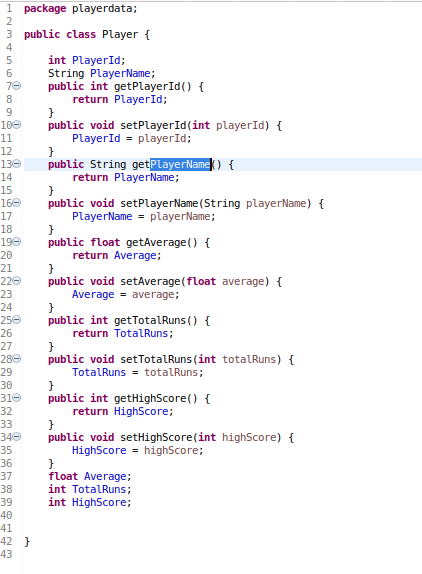 1 package playerdata;
2
3 public class Player {
4
5     int PlayerId;
6     String PlayerName;
7     public int getPlayerId() {
8         return PlayerId;
9     }
10     public void setPlayerId(int playerId) {
11         PlayerId = playerId;
12     }
13     public String getPlayerName() {
14         return PlayerName;
15     }
16     public void setPlayerName(String playerName) {
17         PlayerName = playerName;
18     }
19     public float getAverage() {
20         return Average;
21     }
22     public void setAverage(float average) {
23         Average = average;
24     }
25     public int getTotalRuns() {
26         return TotalRuns;
27     }
28     public void setTotalRuns(int totalRuns) {
29         TotalRuns = totalRuns;
30     }
31     public int getHighScore() {
32         return HighScore;
33     }
34     public void setHighScore(int highScore) {
35         HighScore = highScore;
36     }
37     float Average;
38     int TotalRuns;
39     int HighScore;
40
41
42 }
43